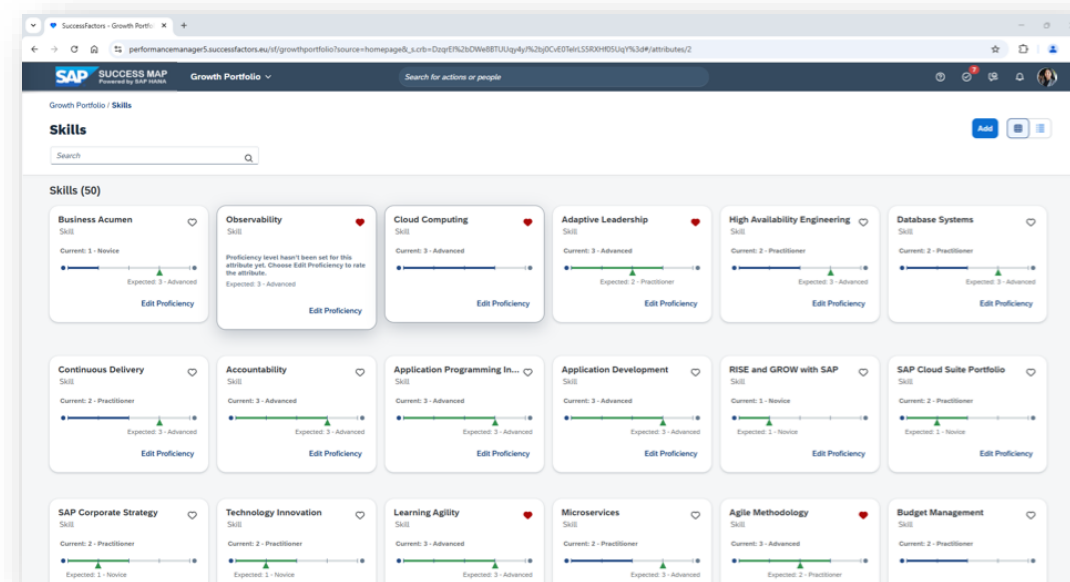 SuccessFactors - Growth Portfo
performancemanager5.successfactors.eu/sf/growthportfolio?source=homepage&_s.crb=
SAP SUCCESS MAP
Powered by SAP HANA
Growth Portfolio
Search for actions or people
7
Growth Portfolio / Skills
Skills
Add
Search
Skills (50)
Business Acumen
Skill
Current: 1 - Novice
Expected: 3 - Advanced
Edit Proficiency
Observability
Skill
Proficiency level hasn't been set for this
attribute yet. Choose Edit Proficiency to rate
the attribute.
Expected: 3 - Advanced
Edit Proficiency
Cloud Computing
Skill
Current: 3 - Advanced
Edit Proficiency
Adaptive Leadership
Skill
Current: 3 - Advanced
Expected: 2 - Practitioner
Edit Proficiency
High Availability Engineering
Skill
Current: 2 - Practitioner
Expected: 3 - Advanced
Edit Proficiency
Database Systems
Skill
Current: 2 - Practitioner
Expected: 3 - Advanced
Edit Proficiency
Continuous Delivery
Skill
Current: 2 - Practitioner
Expected: 3 - Advanced
Edit Proficiency
Accountability
Skill
Current: 3 - Advanced
Expected: 3 - Advanced
Edit Proficiency
Application Programming In...
Skill
Current: 3 - Advanced
Expected: 3 - Advanced
Edit Proficiency
Application Development
Skill
Current: 3 - Advanced
Expected: 3 - Advanced
Edit Proficiency
RISE and GROW with SAP
Skill
Current: 1 - Novice
Expected: 1 - Novice
Edit Proficiency
SAP Cloud Suite Portfolio
Skill
Current: 2 - Practitioner
Expected: 1 - Novice
Edit Proficiency
SAP Corporate Strategy
Skill
Current: 2 - Practitioner
Expected: 1 - Novice
Technology Innovation
Skill
Current: 2 - Practitioner
Expected: 1 - Novice
Learning Agility
Skill
Current: 3 - Advanced
Expected: 3 - Advanced
Microservices
Skill
Current: 2 - Practitioner
Expected: 3 - Advanced
Agile Methodology
Skill
Current: 3 - Advanced
Expected: 2 - Practitioner
Budget Management
Skill
Current: 2 - Practitioner